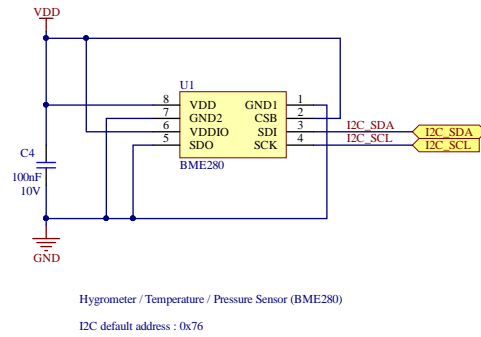 VDD
U1
8 VDD GND1 1
7 GND2 CSB 2
6 VDDIO SDI 3 I2C_SDA I2C_SDA
5 SDO SCK 4 I2C_SCL I2C_SCL
BME280
C4
100nF
10V
GND
Hygrometer / Temperature / Pressure Sensor (BME280)
I2C default address : 0x76